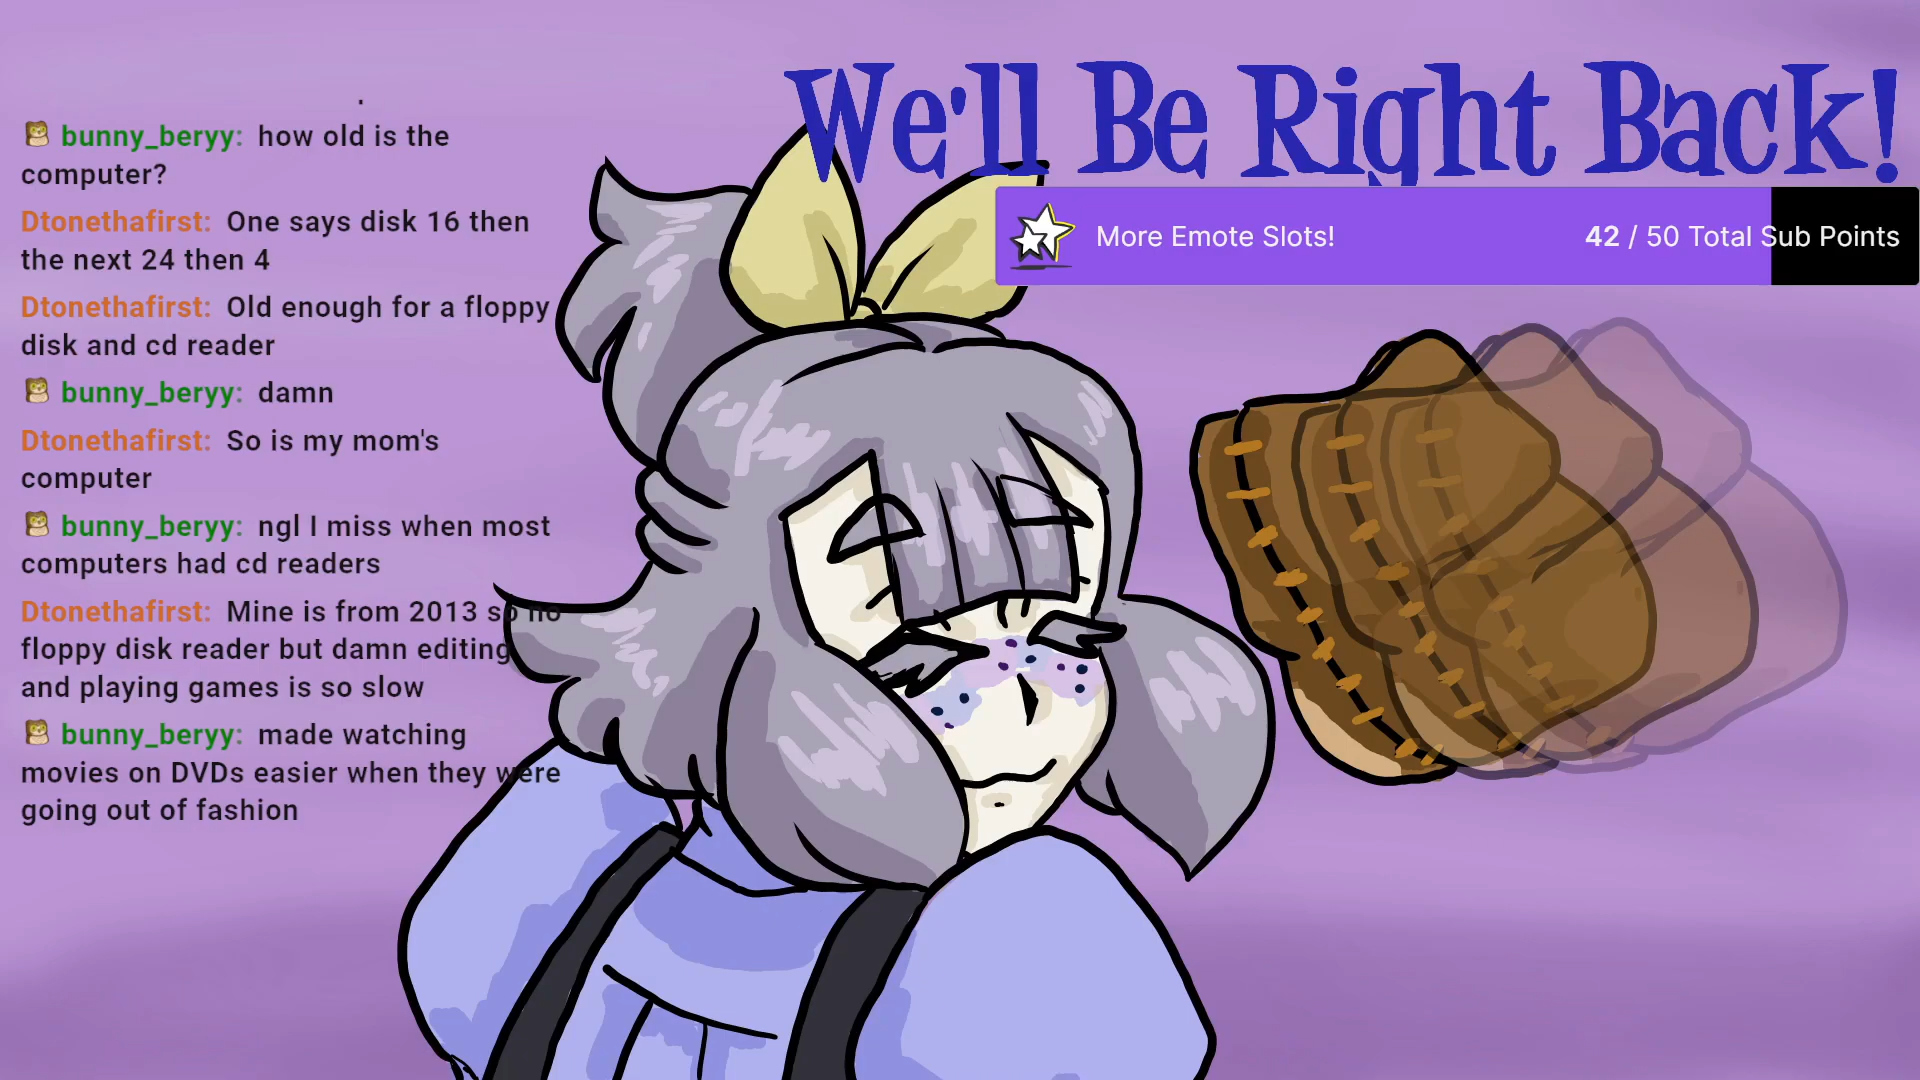 We'll Be Right Back!
More Emote Slots! 42 / 50 Total Sub Points
bunny_beryy: how old is the
computer?
Dtonethafirst: One says disk 16 then
the next 24 then 4
Dtonethafirst: Old enough for a floppy
disk and cd reader
bunny_beryy: damn
Dtonethafirst: So is my mom's
computer
bunny_beryy: ngl I miss when most
computers had cd readers
Dtonethafirst: Mine is from 2013 so no
floppy disk reader but damn editing
and playing games is so slow
bunny_beryy: made watching
movies on DVDs easier when they were
going out of fashion